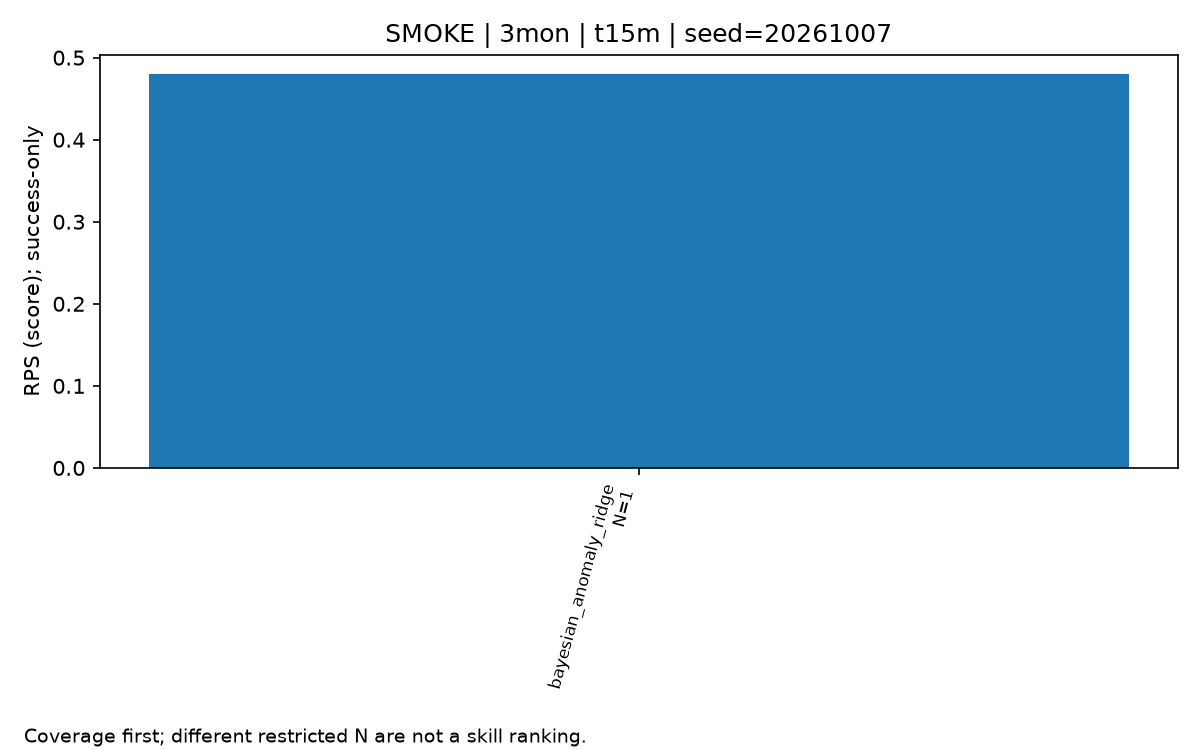 SMOKE | 3mon | t15m | seed=20261007
RPS (score); success-only
0.5
0.4
0.3
0.2
0.1
0.0
bayesian_anomaly_ridge
N=1
Coverage first; different restricted N are not a skill ranking.